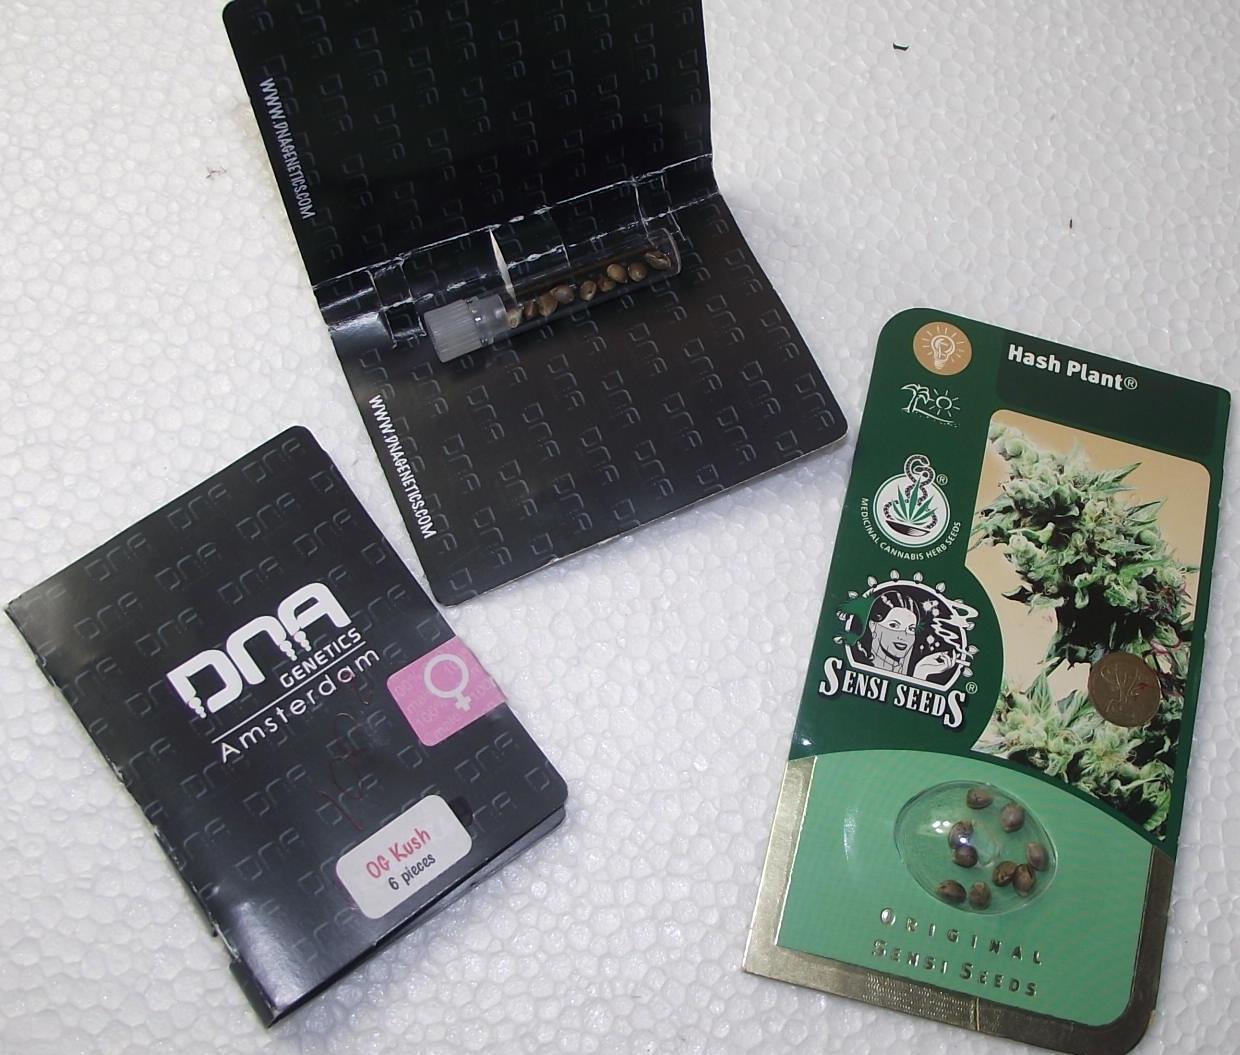 WWW.DNAGENETICS.COM
WWW.DNAGENETICS.COM
DNA
GENETICS
Amsterdam
OG Kush
6 pieces
Hash Plant®
MEDICINAL CANNABIS HERB SEEDS
SENSI SEEDS®
ORIGINAL
SENSI SEEDS